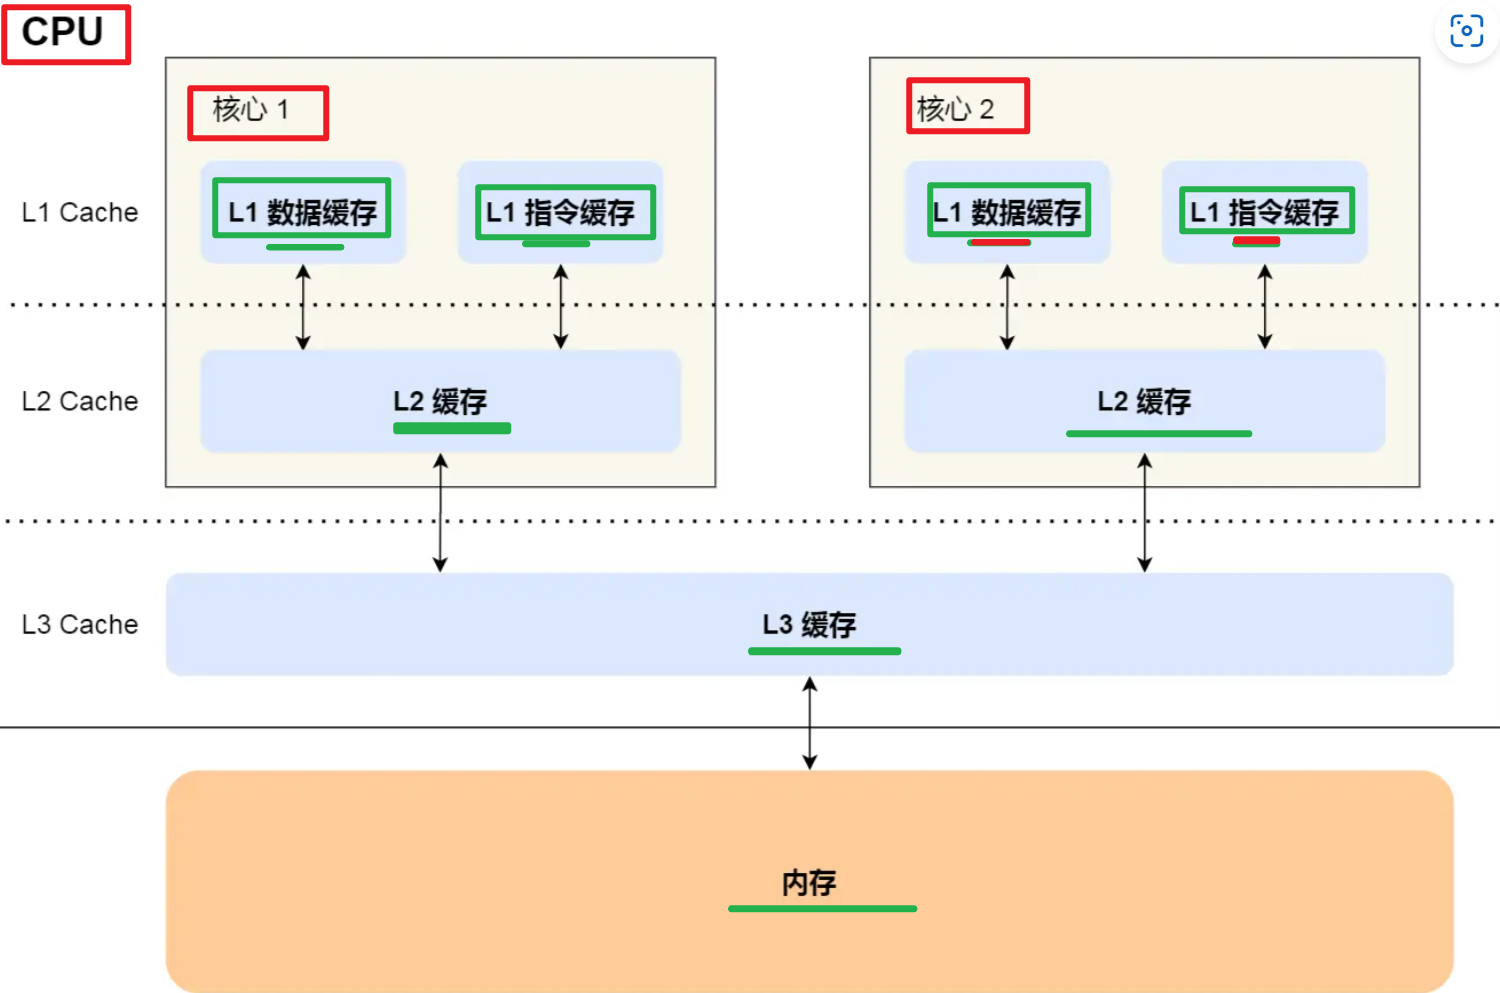 CPU
核心 1
核心 2
L1 Cache
L1 数据缓存
L1 指令缓存
L1 数据缓存
L1 指令缓存
L2 Cache
L2 缓存
L2 缓存
L3 Cache
L3 缓存
内存